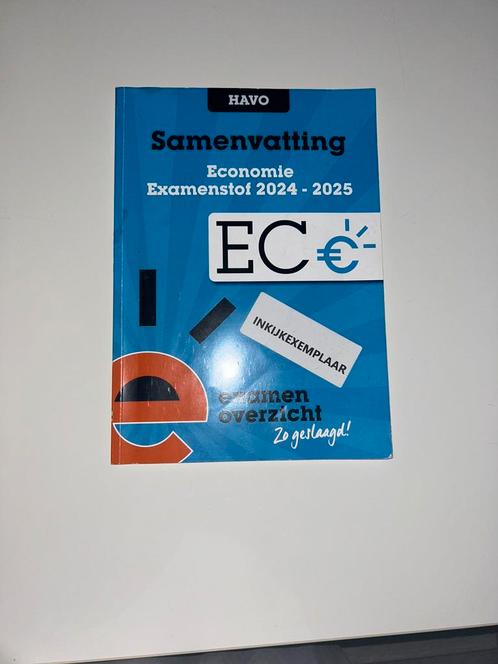 HAVO
Samenvatting
Economie
Examenstof 2024 - 2025
EC€
INKIJKEXEMPLAAR
e
examen
overzicht
Zo geslaagd!